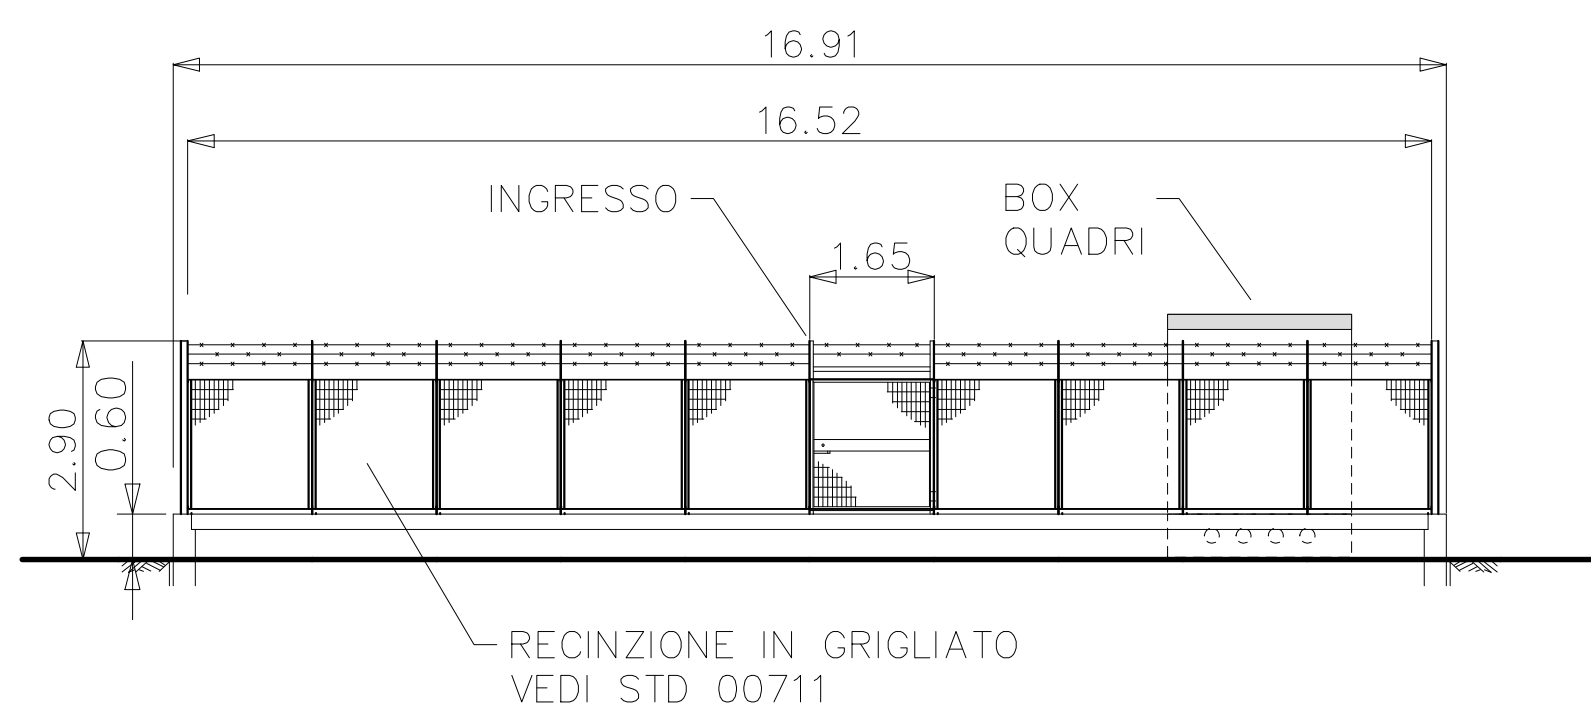 16.91
16.52
INGRESSO
BOX
QUADRI
1.65
2.90
0.60
RECINZIONE IN GRIGLIATO
VEDI STD 00711